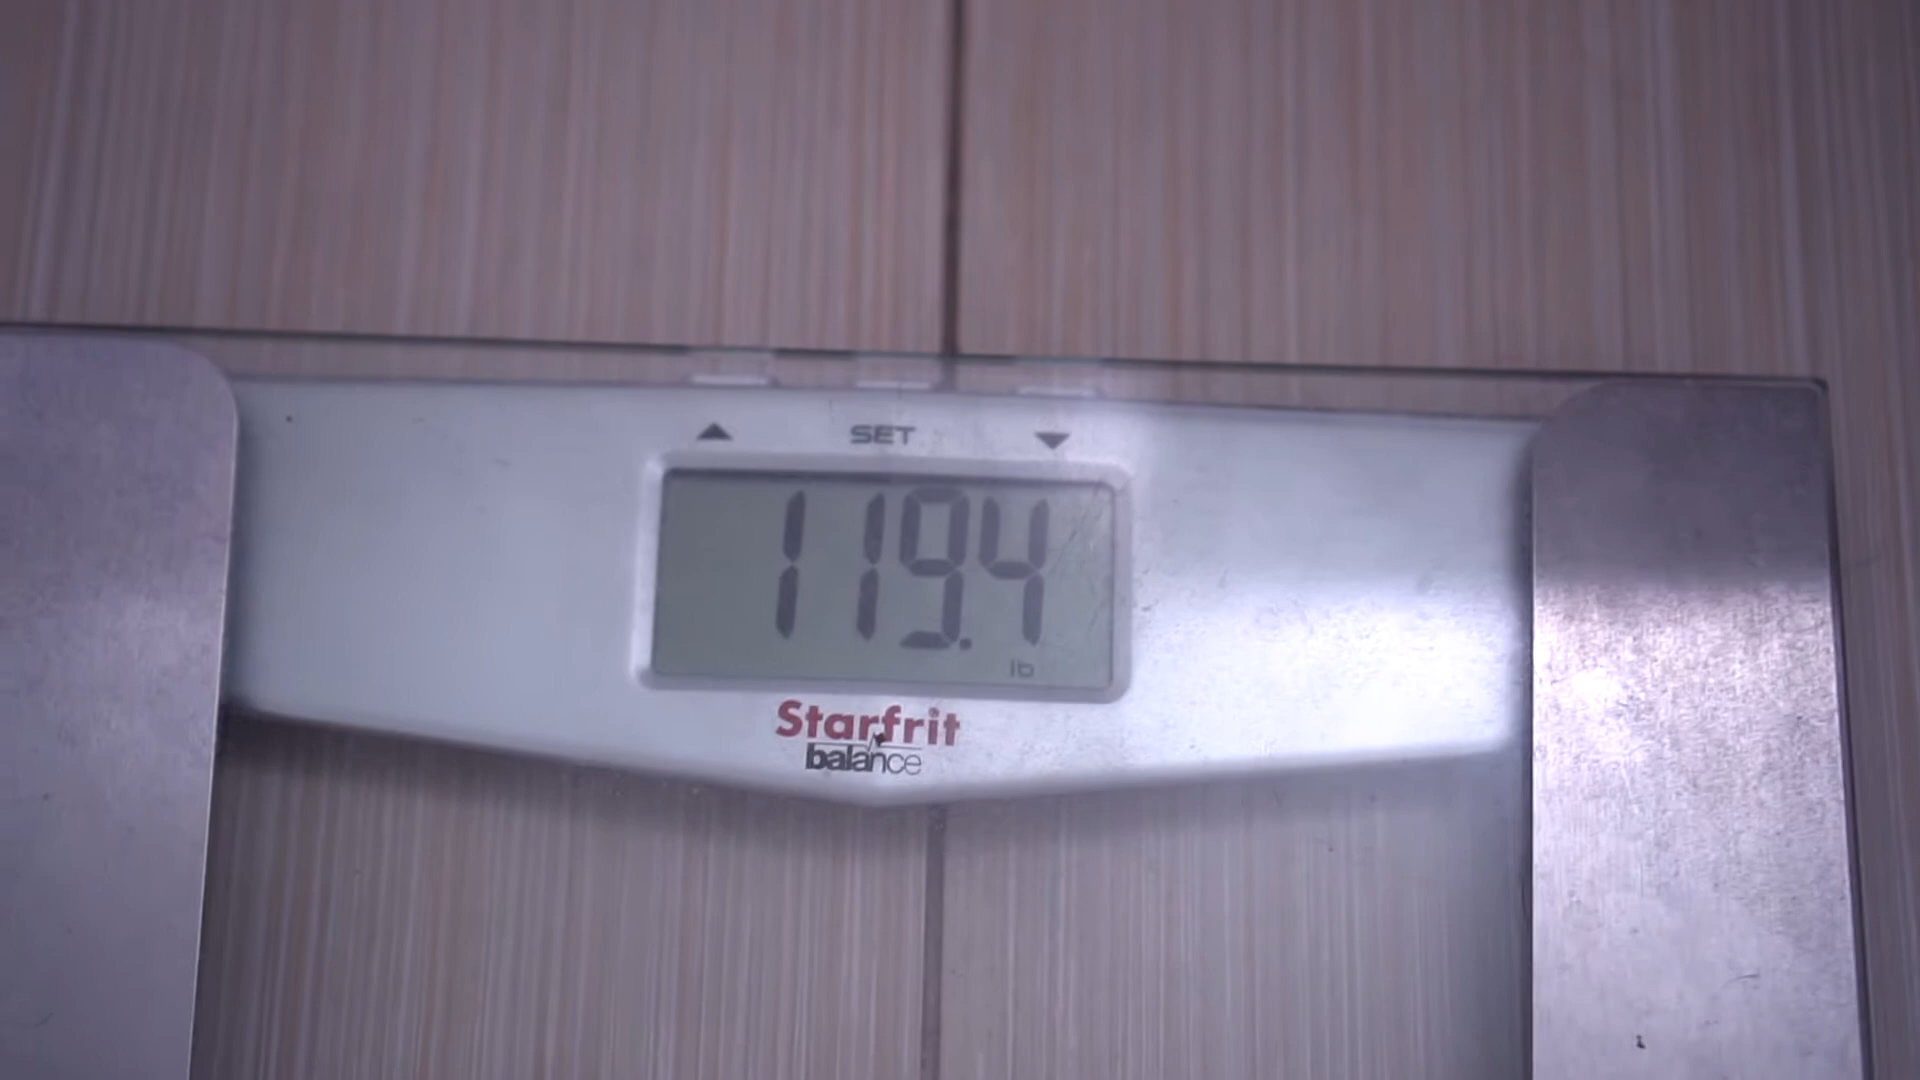 ▲ SET ▼
119.4
lb
Starfrit®
balance